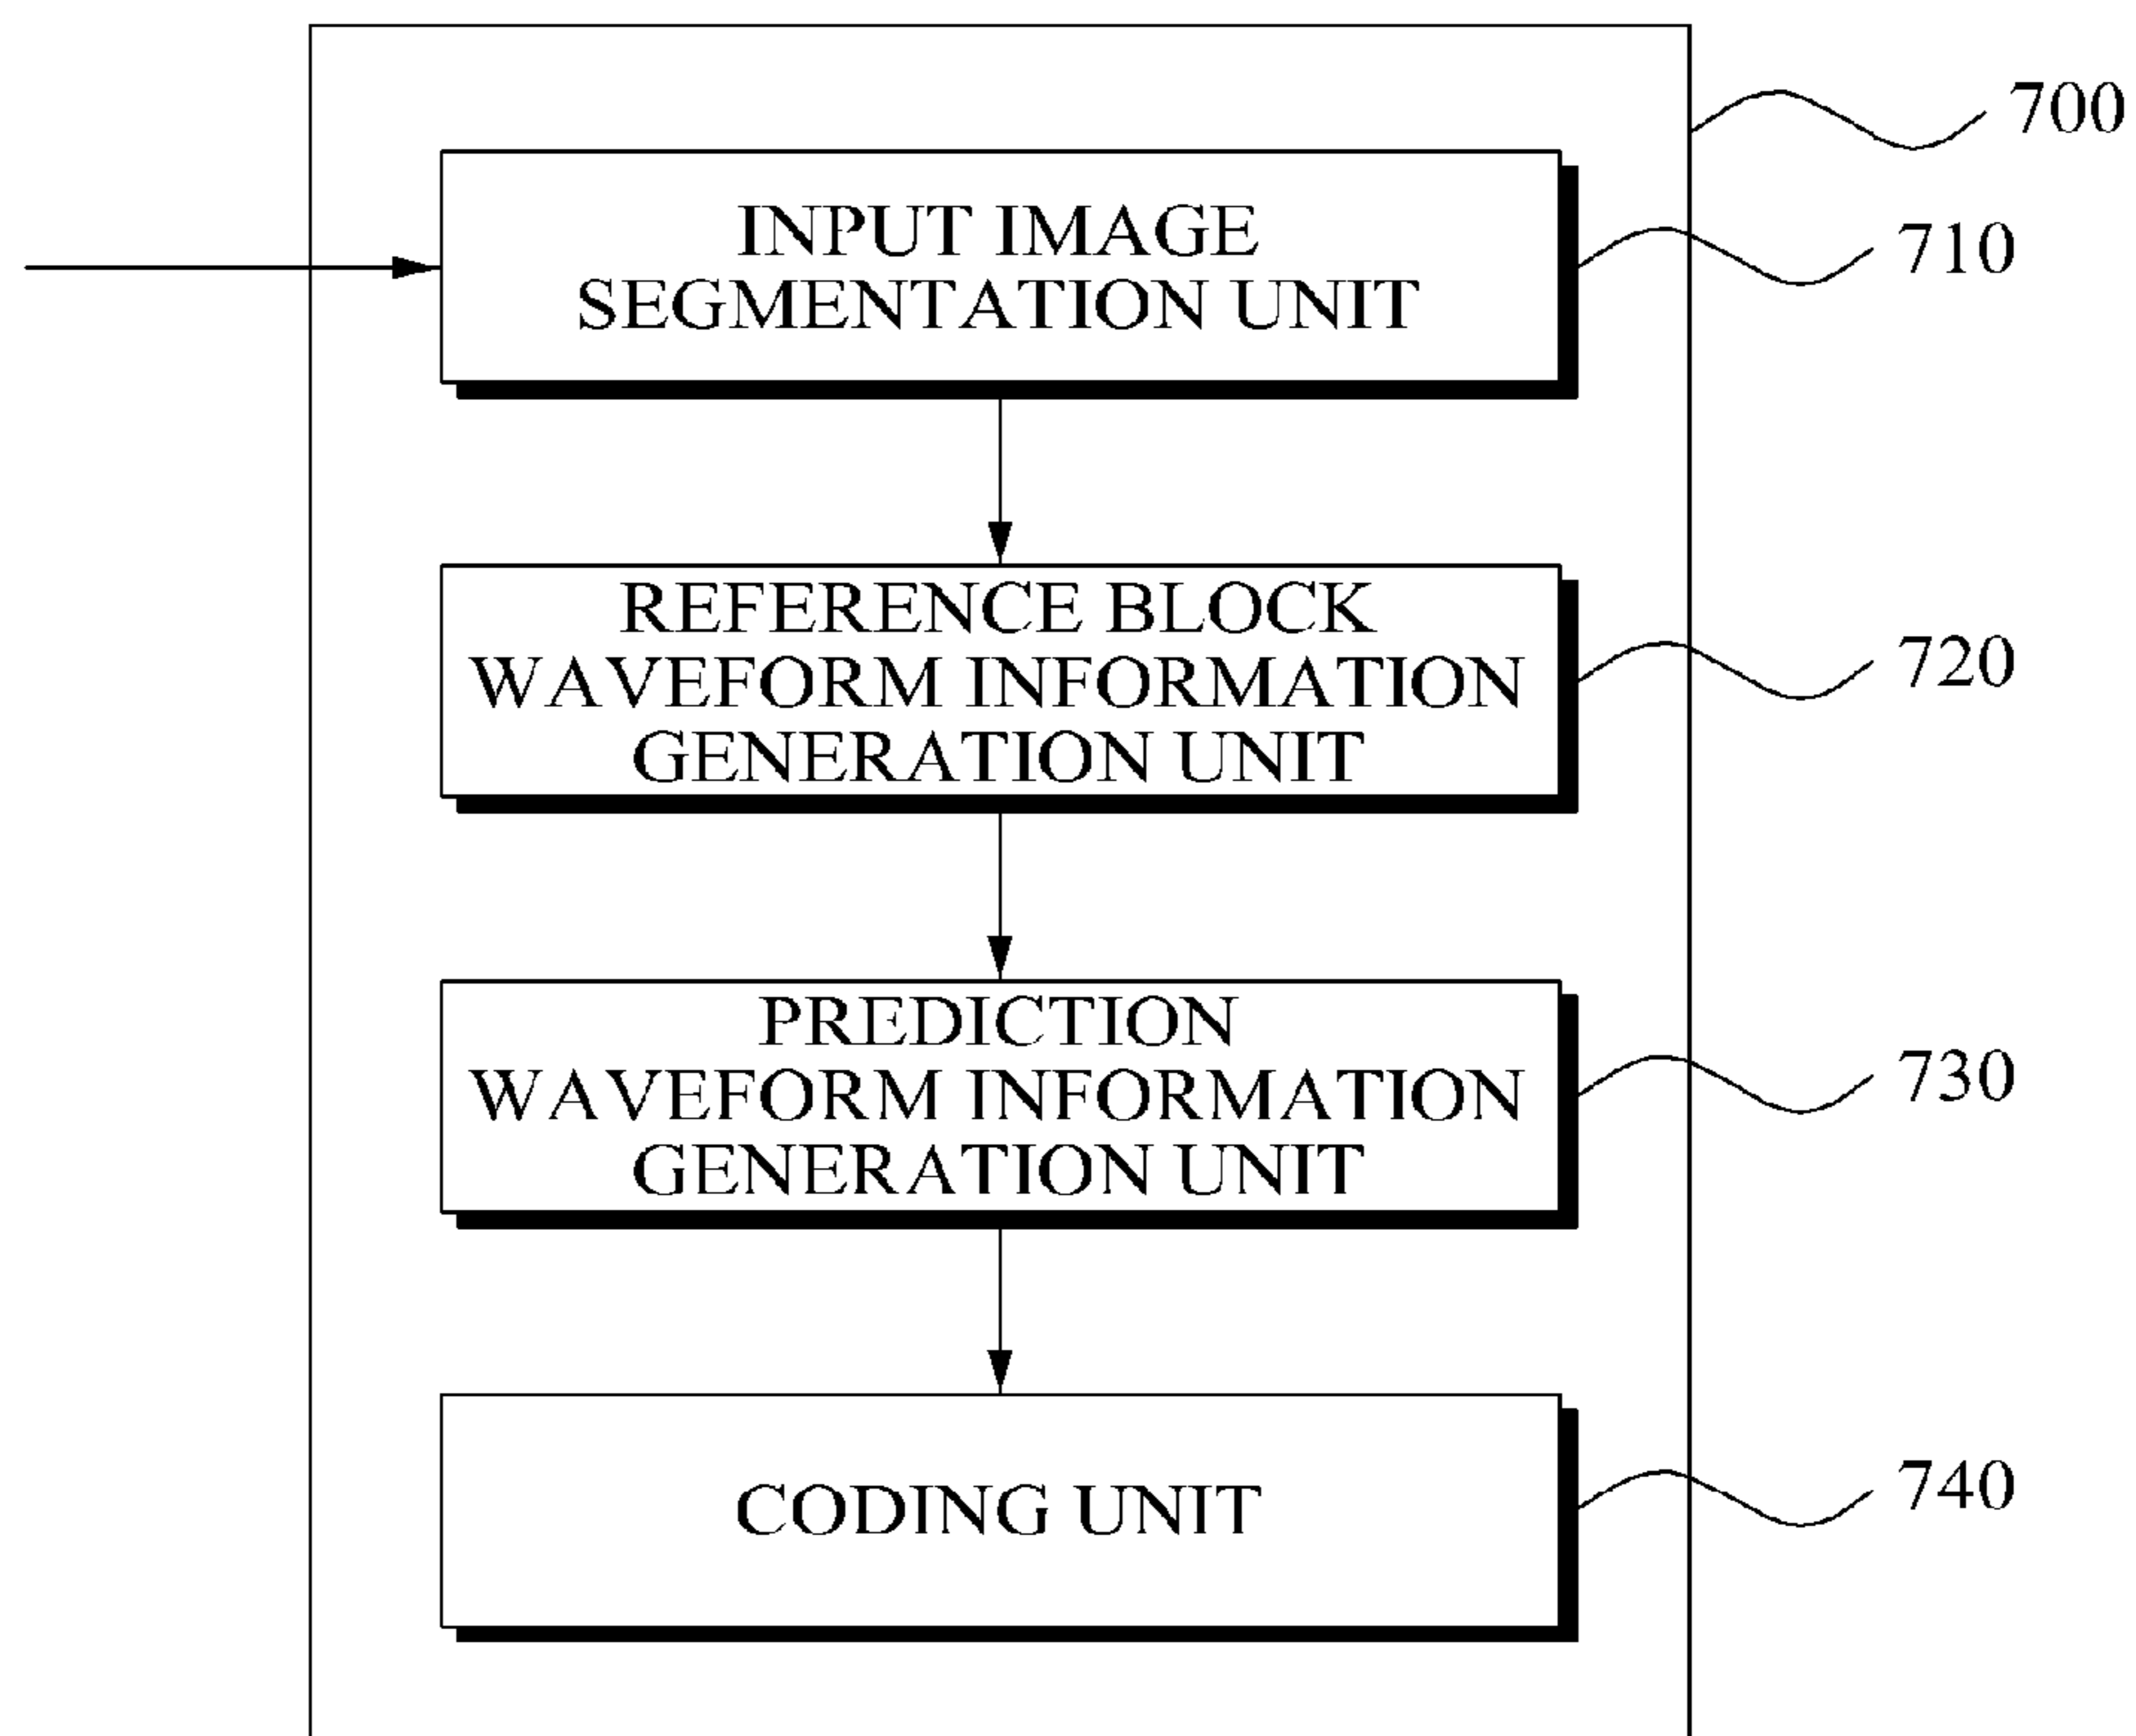 700
INPUT IMAGE
SEGMENTATION UNIT
710
REFERENCE BLOCK
WAVEFORM INFORMATION
GENERATION UNIT
720
PREDICTION
WAVEFORM INFORMATION
GENERATION UNIT
730
CODING UNIT
740